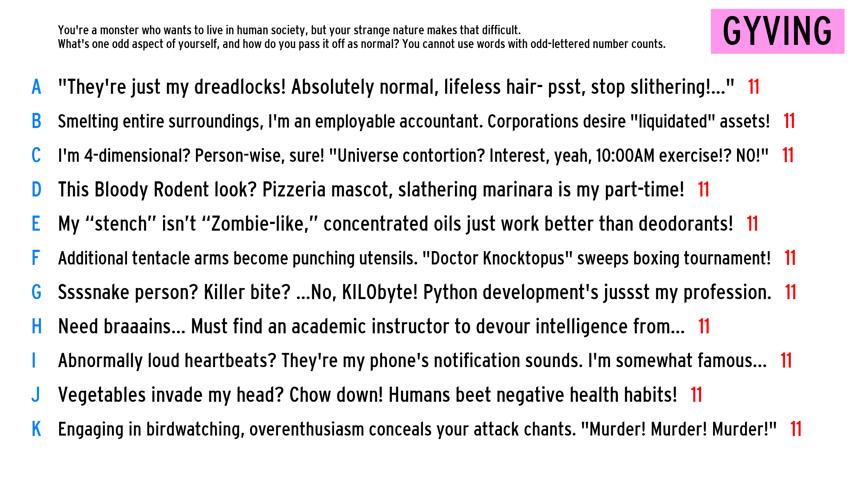 You're a monster who wants to live in human society, but your strange nature makes that difficult.
What's one odd aspect of yourself, and how do you pass it off as normal? You cannot use words with odd-lettered number counts.
GYVING
A "They're just my dreadlocks! Absolutely normal, lifeless hair- psst, stop slithering!..." 11
B Smelting entire surroundings, I'm an employable accountant. Corporations desire "liquidated" assets! 11
C I'm 4-dimensional? Person-wise, sure! "Universe contortion? Interest, yeah, 10:00AM exercise!? NO!" 11
D This Bloody Rodent look? Pizzeria mascot, slathering marinara is my part-time! 11
E My “stench” isn’t “Zombie-like,” concentrated oils just work better than deodorants! 11
F Additional tentacle arms become punching utensils. "Doctor Knocktopus" sweeps boxing tournament! 11
G Ssssnake person? Killer bite? ...No, KILObyte! Python development's jussst my profession. 11
H Need braaains... Must find an academic instructor to devour intelligence from... 11
I Abnormally loud heartbeats? They're my phone's notification sounds. I'm somewhat famous... 11
J Vegetables invade my head? Chow down! Humans beet negative health habits! 11
K Engaging in birdwatching, overenthusiasm conceals your attack chants. "Murder! Murder! Murder!" 11